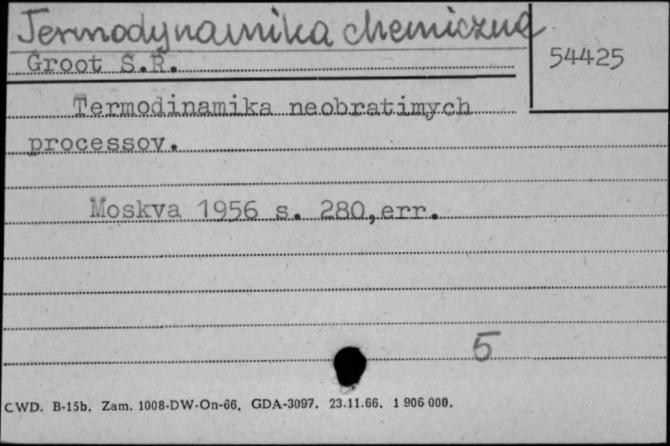 Termodynamika chemiczna
Groot S.R.
54425
Termodinamika neobratimych
processov.
Moskva 1956 s. 280,err.
5
CWD. B-15b. Zam. 1008-DW-On-66. GDA-3097. 23.11.66. 1 906 000.